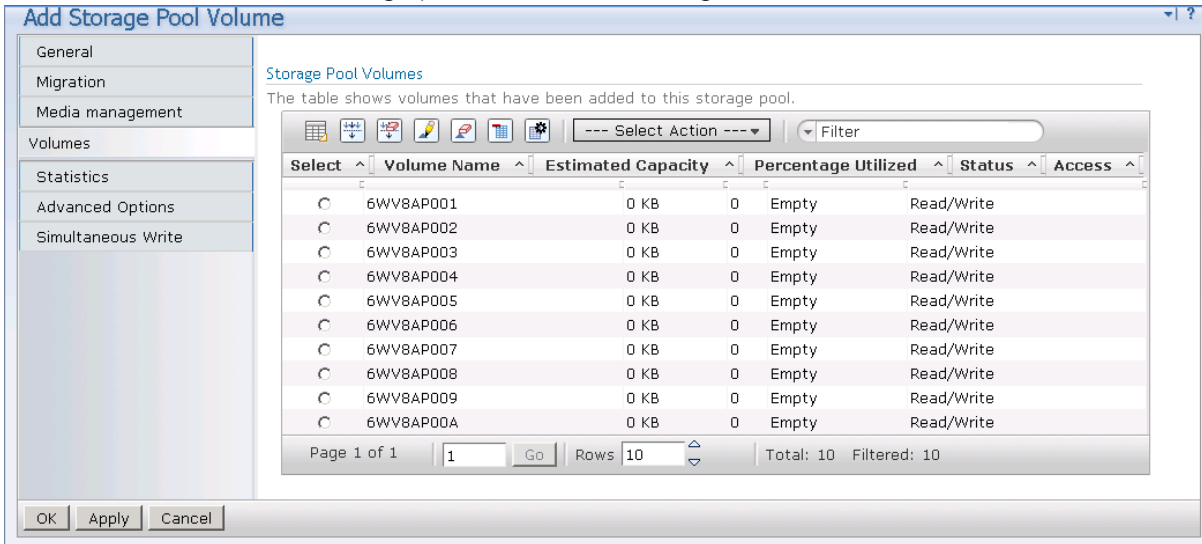 Add Storage Pool Volume
?
General
Migration
Media management
Volumes
Statistics
Advanced Options
Simultaneous Write
Storage Pool Volumes
The table shows volumes that have been added to this storage pool.
--- Select Action --- Filter
Select ^ Volume Name ^ Estimated Capacity ^ Percentage Utilized ^ Status ^ Access ^
6WV8AP001 0 KB 0 Empty Read/Write
6WV8AP002 0 KB 0 Empty Read/Write
6WV8AP003 0 KB 0 Empty Read/Write
6WV8AP004 0 KB 0 Empty Read/Write
6WV8AP005 0 KB 0 Empty Read/Write
6WV8AP006 0 KB 0 Empty Read/Write
6WV8AP007 0 KB 0 Empty Read/Write
6WV8AP008 0 KB 0 Empty Read/Write
6WV8AP009 0 KB 0 Empty Read/Write
6WV8AP00A 0 KB 0 Empty Read/Write
Page 1 of 1 1 Go Rows 10 Total: 10 Filtered: 10
OK Apply Cancel